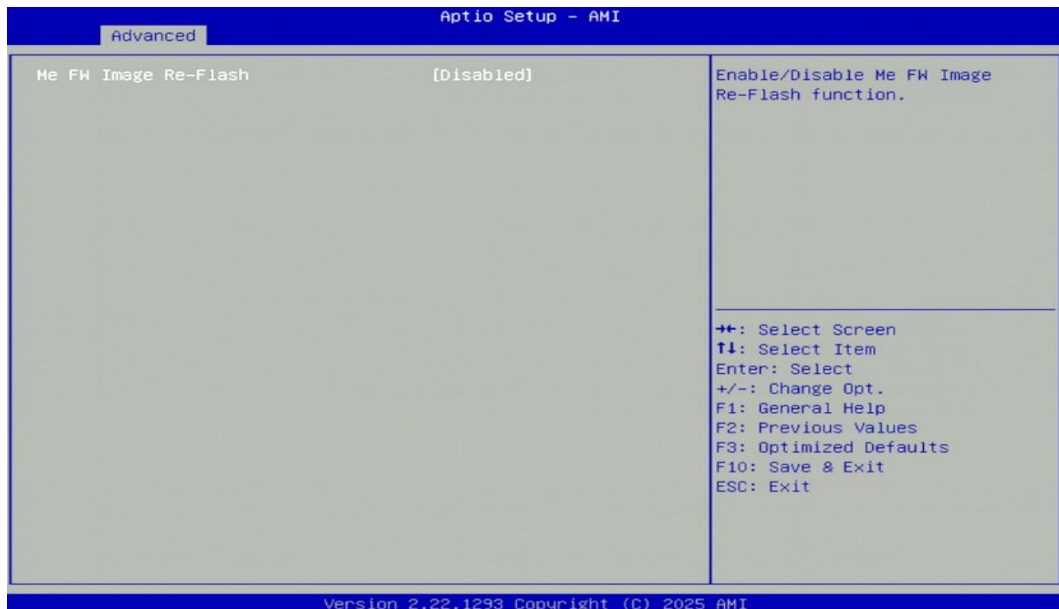 Aptio Setup – AMI
Advanced
Me FW Image Re-Flash [Disabled]
Enable/Disable Me FW Image
Re-Flash function.
→←: Select Screen
↑↓: Select Item
Enter: Select
+/-: Change Opt.
F1: General Help
F2: Previous Values
F3: Optimized Defaults
F10: Save & Exit
ESC: Exit
Version 2.22.1293 Copyright (C) 2025 AMI